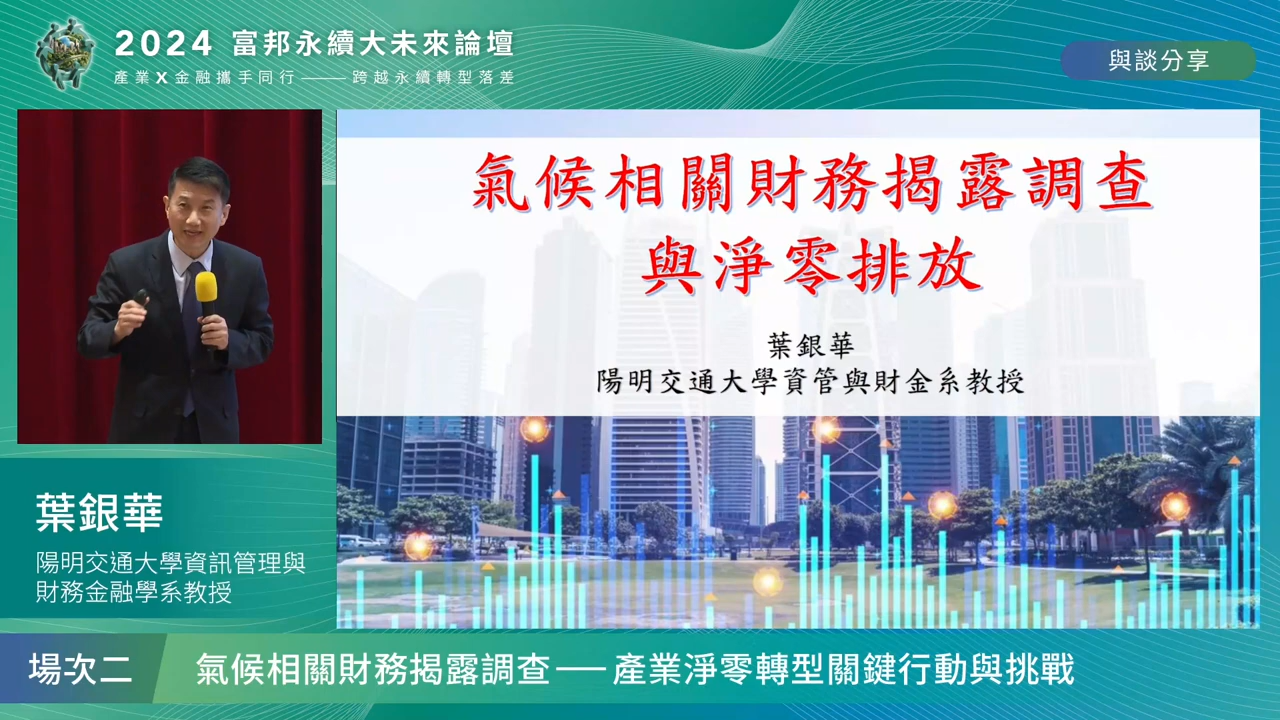 2024 富邦永續大未來論壇
產業X金融攜手同行——跨越永續轉型落差
與談分享
氣候相關財務揭露調查
與淨零排放
葉銀華
陽明交通大學資管與財金系教授
葉銀華
陽明交通大學資訊管理與
財務金融學系教授
場次二
氣候相關財務揭露調查——產業淨零轉型關鍵行動與挑戰